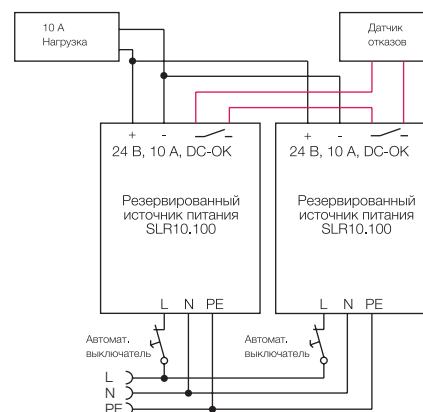 10 А
Нагрузка
Датчик
отказов
+ -
24 В, 10 А, DC-OK
+ -
24 В, 10 А, DC-OK
Резервированный
источник питания
SLR10.100
Резервированный
источник питания
SLR10.100
L N PE
L N PE
Автомат.
выключатель
Автомат.
выключатель
L
N
PE